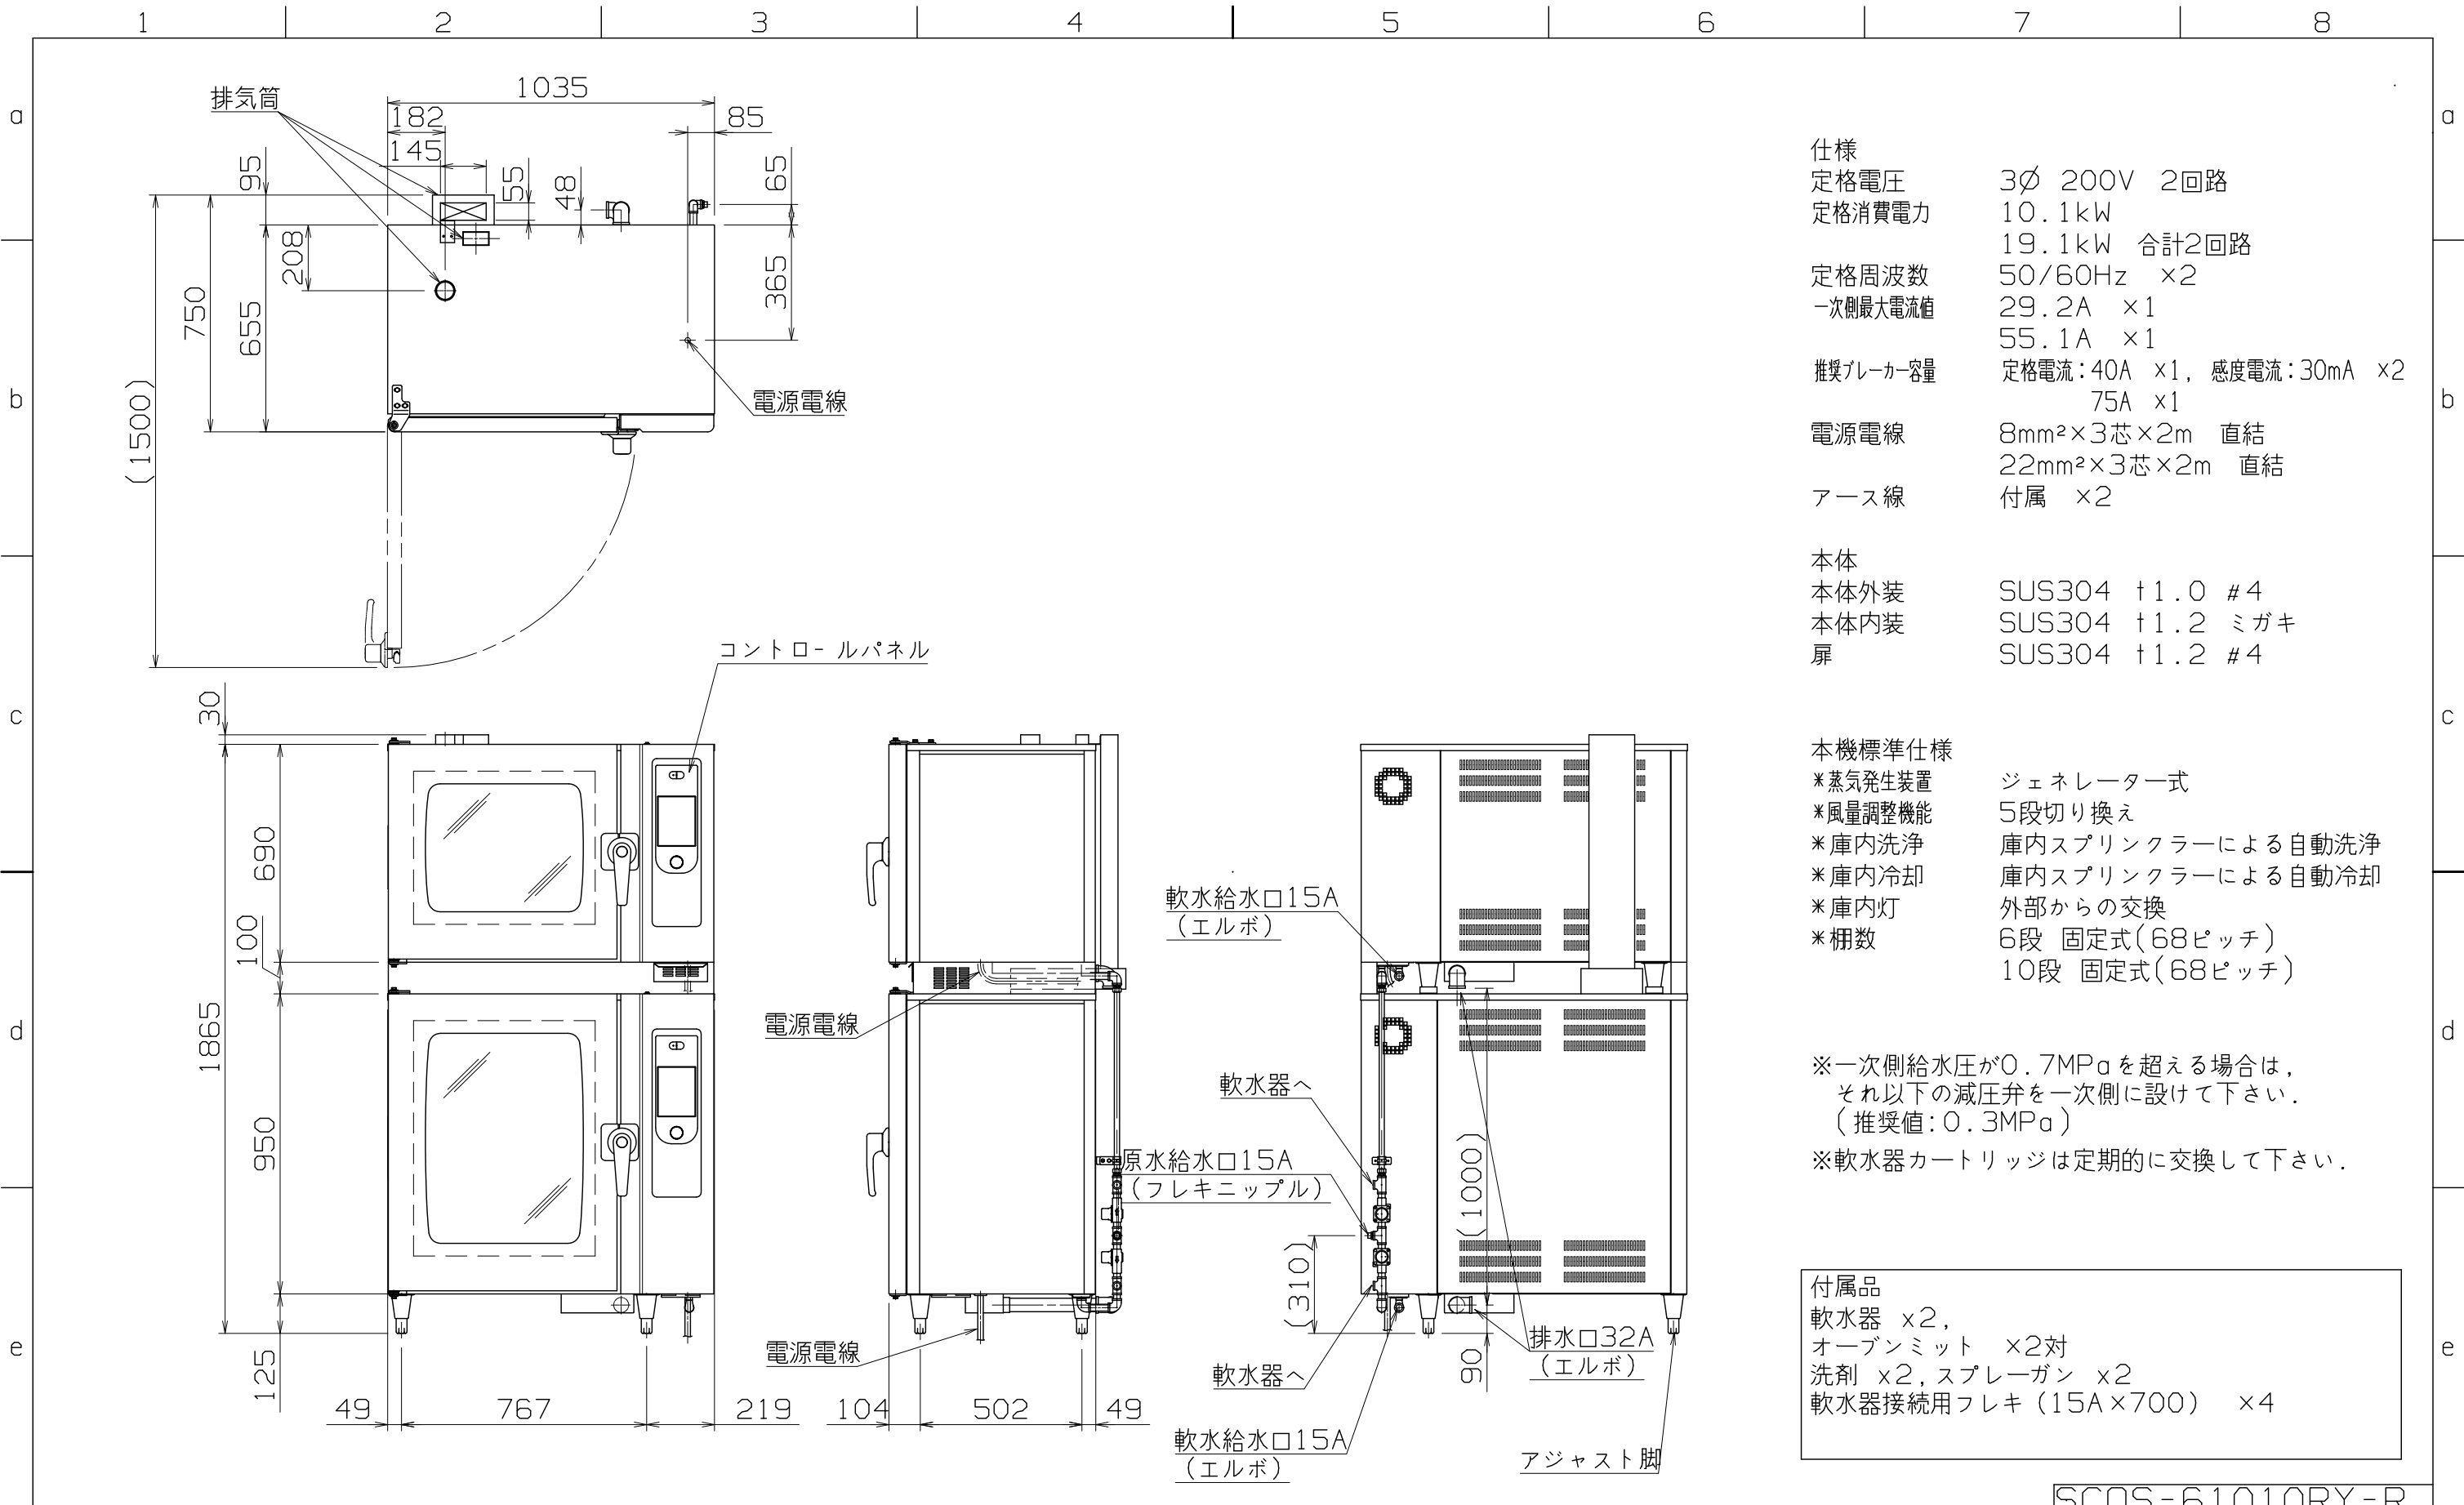 1 2 3 4 5 6 7 8
a a
b b
c c
d d
e e
排気筒
1035
182
85
145
95
55
48
65
208
365
750
655
(1500)
電源電線
コントロールパネル
30
690
100
1865
950
125
49 767 219
電源電線
電源電線
104 502 49
軟水給水口15A
(エルボ)
軟水器へ
原水給水口15A
(フレキニップル)
(1000)
(310)
90
排水口32A
(エルボ)
軟水器へ
軟水給水口15A
(エルボ)
アジャスト脚
仕様
定格電圧 3Ø 200V 2回路
定格消費電力 10.1kW
19.1kW 合計2回路
定格周波数 50/60Hz ×2
一次側最大電流値 29.2A ×1
55.1A ×1
推奨ブレーカー容量 定格電流:40A ×1, 感度電流:30mA ×2
75A ×1
電源電線 8mm²×3芯×2m 直結
22mm²×3芯×2m 直結
アース線 付属 ×2
本体
本体外装 SUS304 t1.0 #4
本体内装 SUS304 t1.2 ミガキ
扉 SUS304 t1.2 #4
本機標準仕様
*蒸気発生装置 ジェネレーター式
*風量調整機能 5段切り換え
*庫内洗浄 庫内スプリンクラーによる自動洗浄
*庫内冷却 庫内スプリンクラーによる自動冷却
*庫内灯 外部からの交換
*棚数 6段 固定式(68ピッチ)
10段 固定式(68ピッチ)
※一次側給水圧が0.7MPaを超える場合は,
それ以下の減圧弁を一次側に設けて下さい.
(推奨値:0.3MPa)
※軟水器カートリッジは定期的に交換して下さい.
付属品
軟水器 x2,
オーブンミット ×2対
洗剤 x2,スプレーガン x2
軟水器接続用フレキ(15A×700) ×4
SCOS-61010RY-R